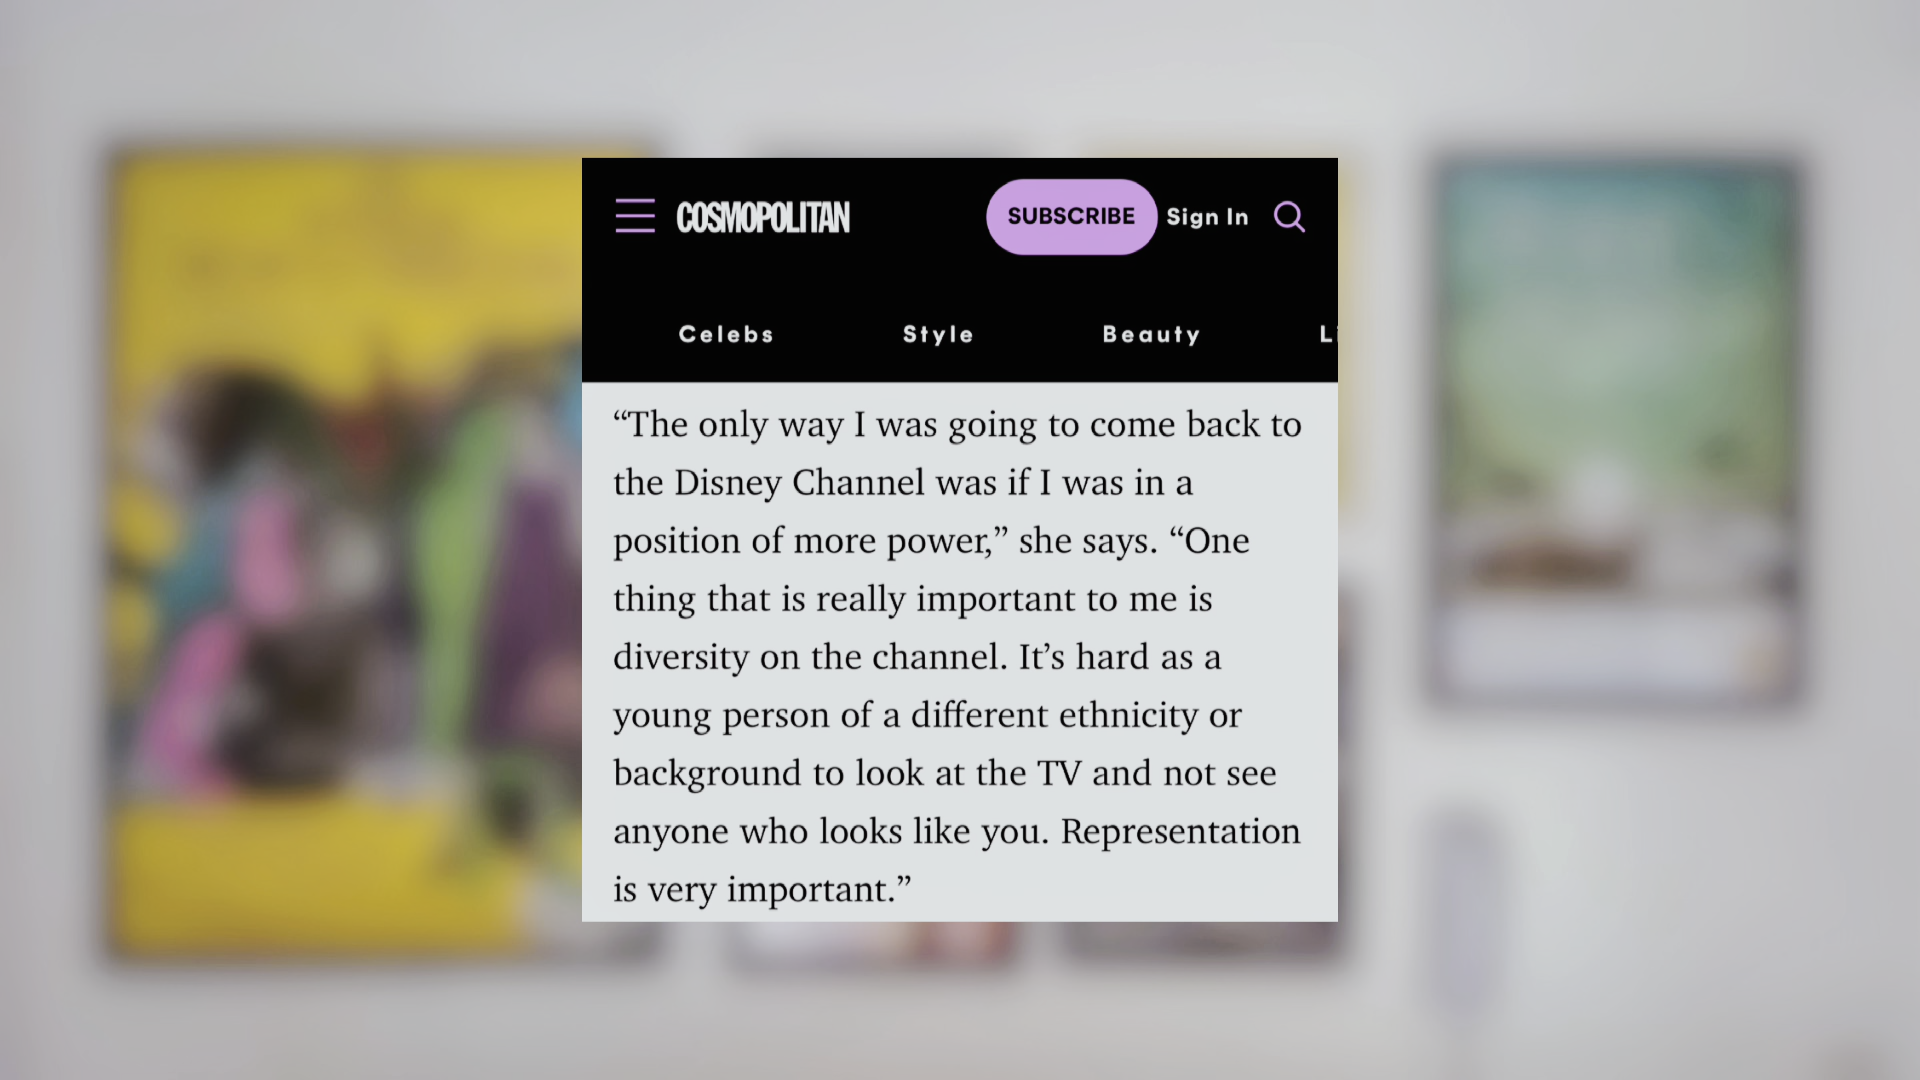 COSMOPOLITAN
SUBSCRIBE
Sign In
Celebs
Style
Beauty
“The only way I was going to come back to
the Disney Channel was if I was in a
position of more power,” she says. “One
thing that is really important to me is
diversity on the channel. It’s hard as a
young person of a different ethnicity or
background to look at the TV and not see
anyone who looks like you. Representation
is very important.”